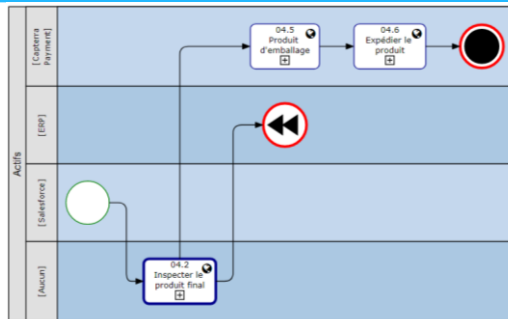 Actifs
[Capterra
Payment]
[ERP]
[Salesforce]
[Aucun]
04.5
Produit
d'emballage
04.6
Expédier le
produit
04.2
Inspecter le
produit final